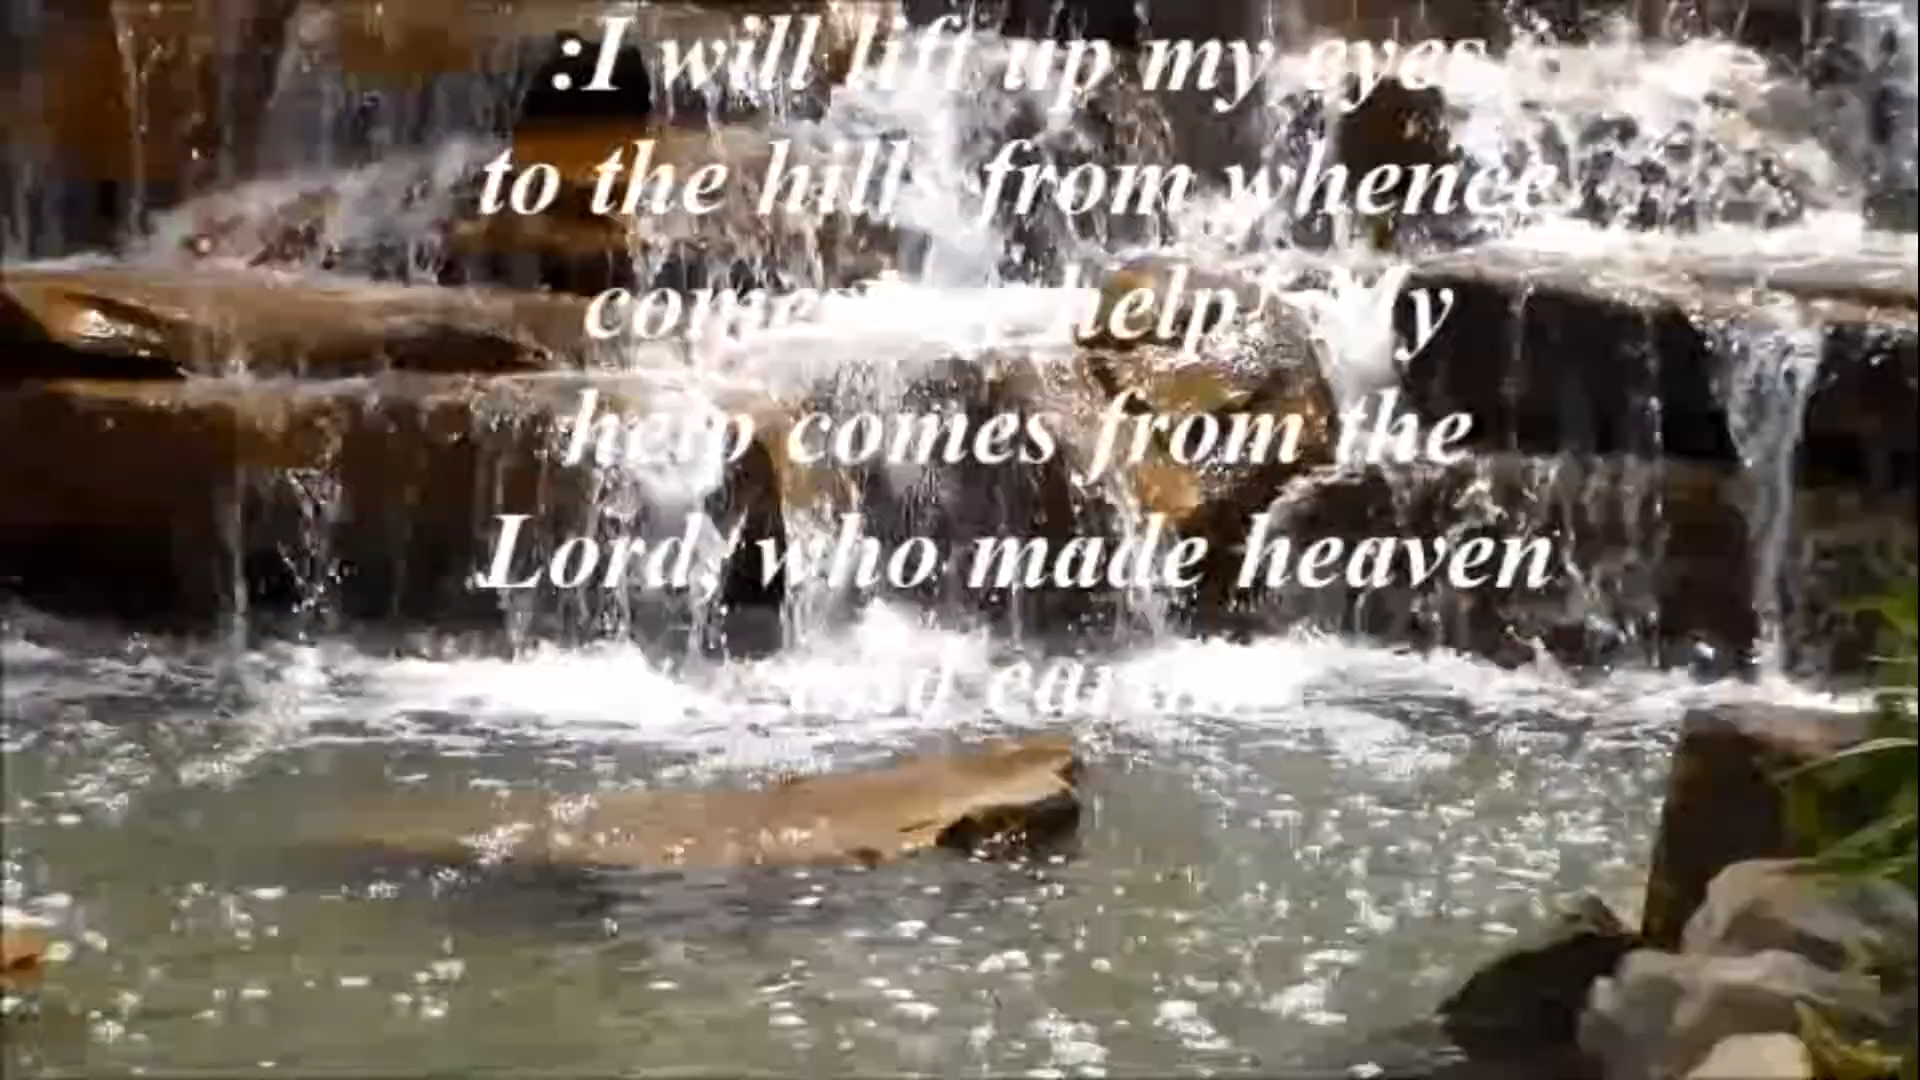 :I will lift up my eyes
to the hills from whence
comes my help! My
help comes from the
Lord, who made heaven
and earth.